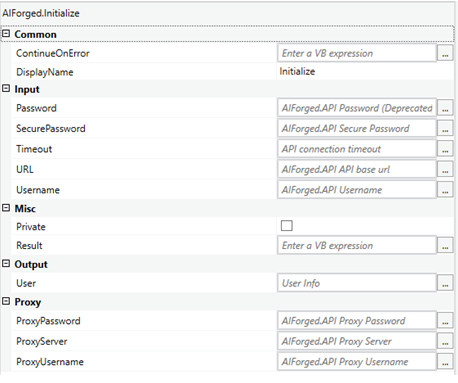 AIForged.Initialize
Common
ContinueOnError Enter a VB expression ...
DisplayName Initialize
Input
Password AIForged.API Password (Deprecated ...
SecurePassword AIForged.API Secure Password ...
Timeout API connection timeout ...
URL AIForged.API API base url ...
Username AIForged.API Username ...
Misc
Private
Result Enter a VB expression ...
Output
User User Info ...
Proxy
ProxyPassword AIForged.API Proxy Password ...
ProxyServer AIForged.API Proxy Server ...
ProxyUsername AIForged.API Proxy Username ...